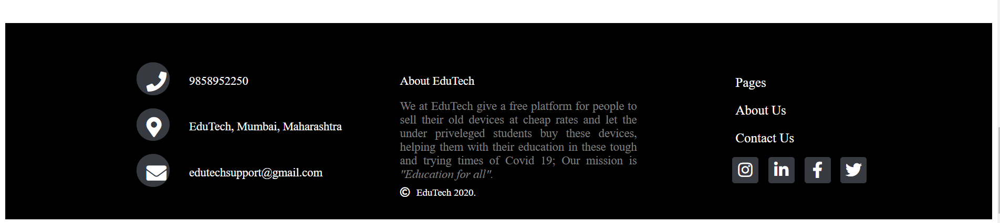 9858952250
EduTech, Mumbai, Maharashtra
edutechsupport@gmail.com
About EduTech
We at EduTech give a free platform for people to
sell their old devices at cheap rates and let the
under priveleged students buy these devices,
helping them with their education in these tough
and trying times of Covid 19; Our mission is
"Education for all".
© EduTech 2020.
Pages
About Us
Contact Us